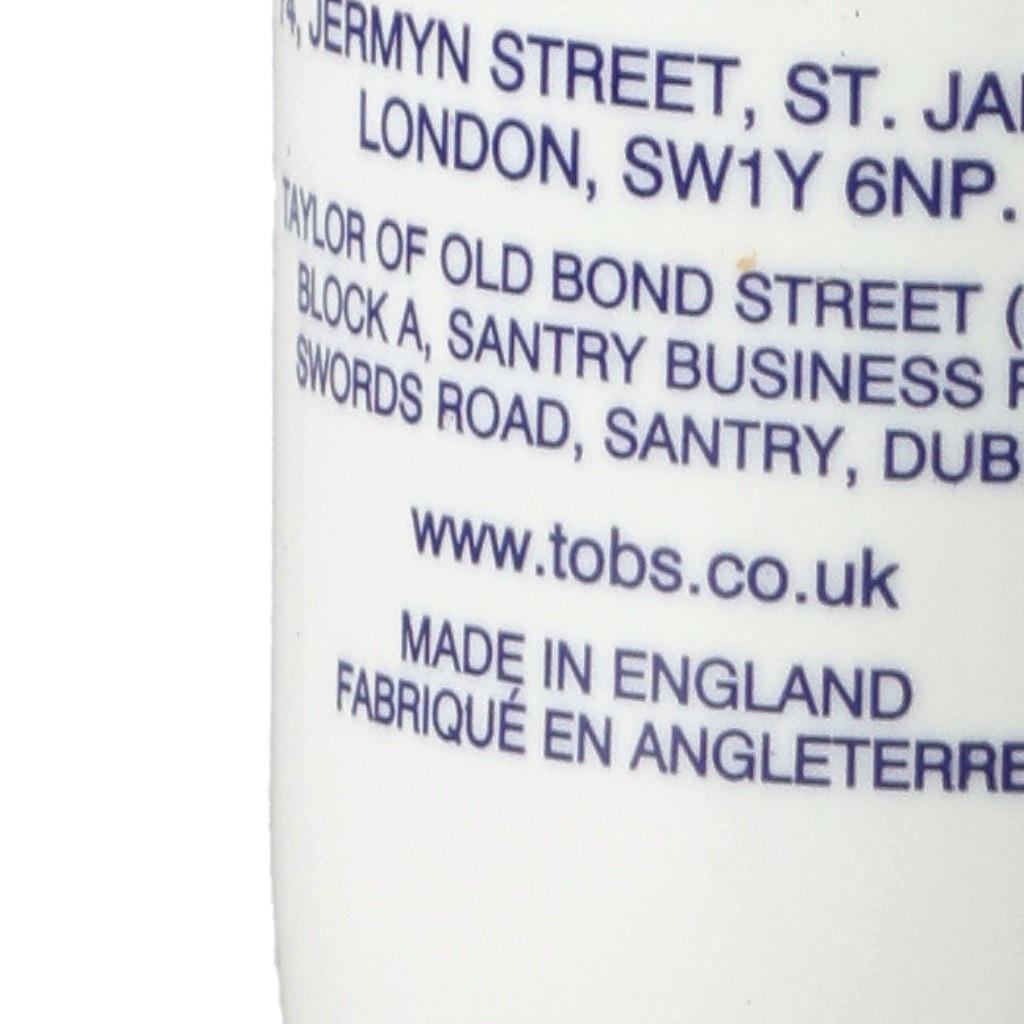 74, JERMYN STREET, ST.
LONDON, SW1Y 6NP.
TAYLOR OF OLD BOND STREET (
BLOCK A, SANTRY BUSINESS
SWORDS ROAD, SANTRY,
www.tobs.co.uk
MADE IN ENGLAND
FABRIQUÉ EN ANGLETERRE